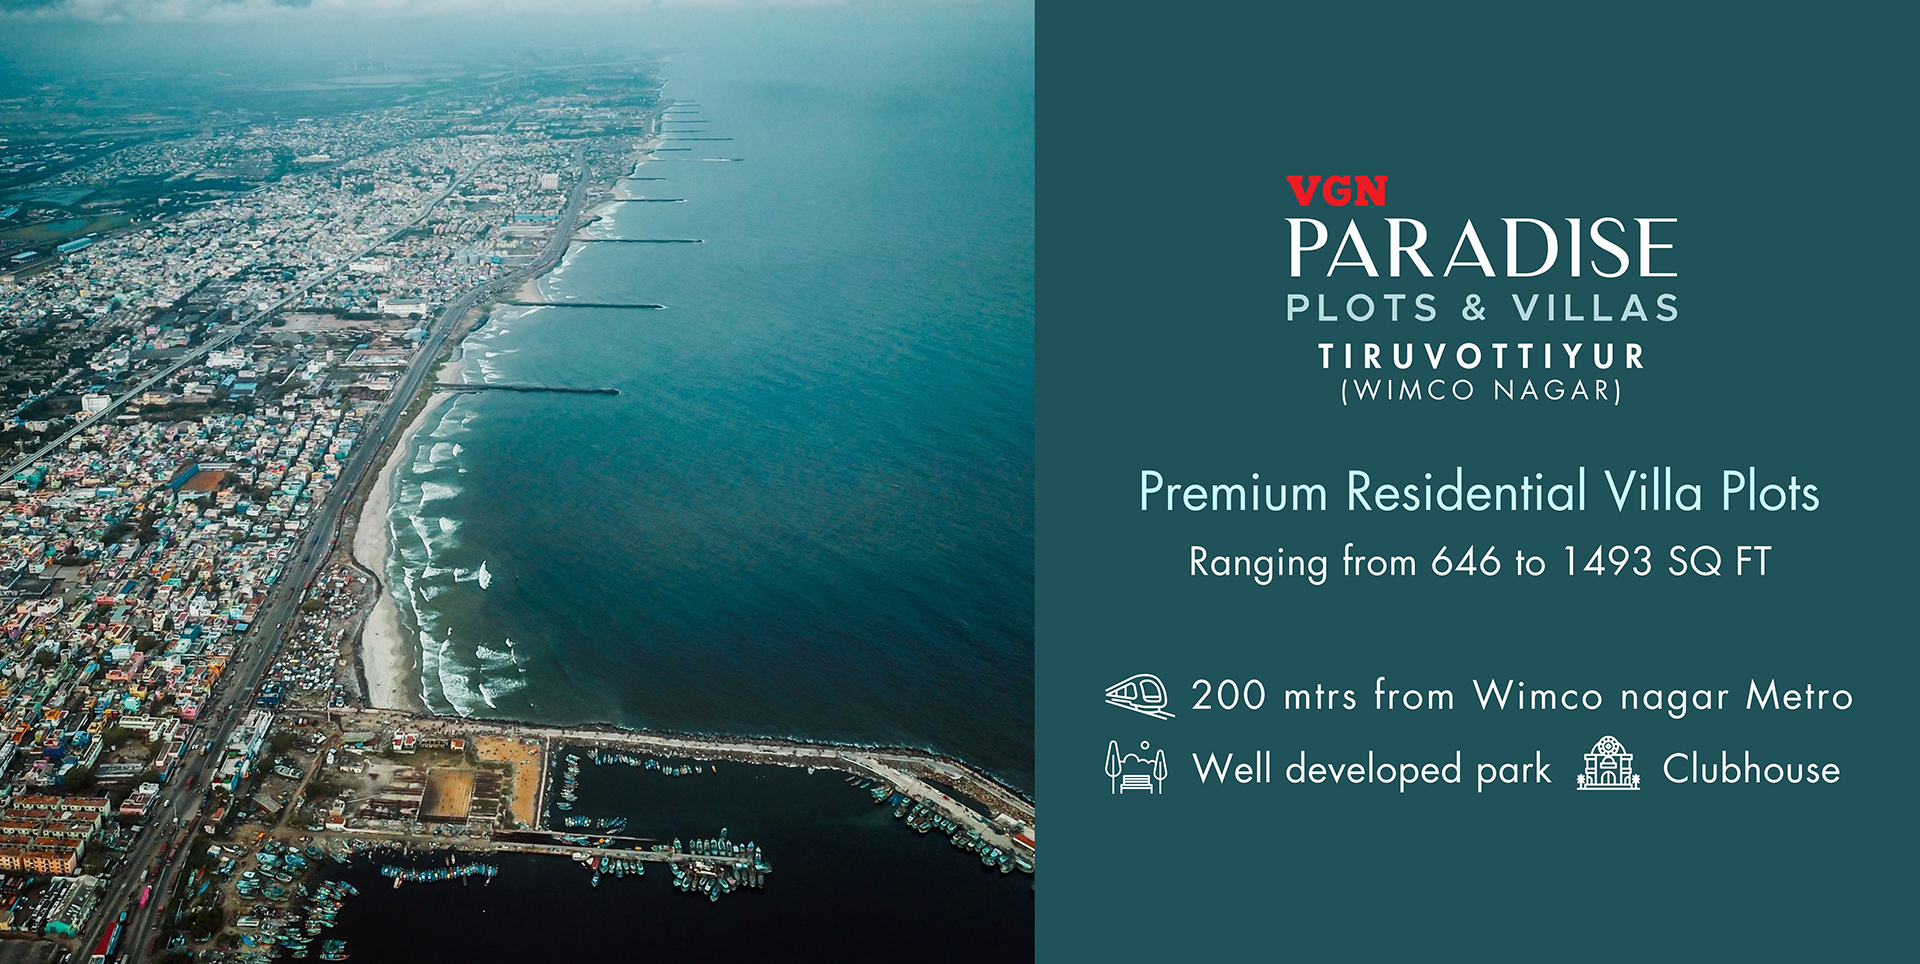 VGN
PARADISE
PLOTS & VILLAS
TIRUVOTTIYUR
(WIMCO NAGAR)
Premium Residential Villa Plots
Ranging from 646 to 1493 SQ FT
200 mtrs from Wimco nagar Metro
Well developed park Clubhouse